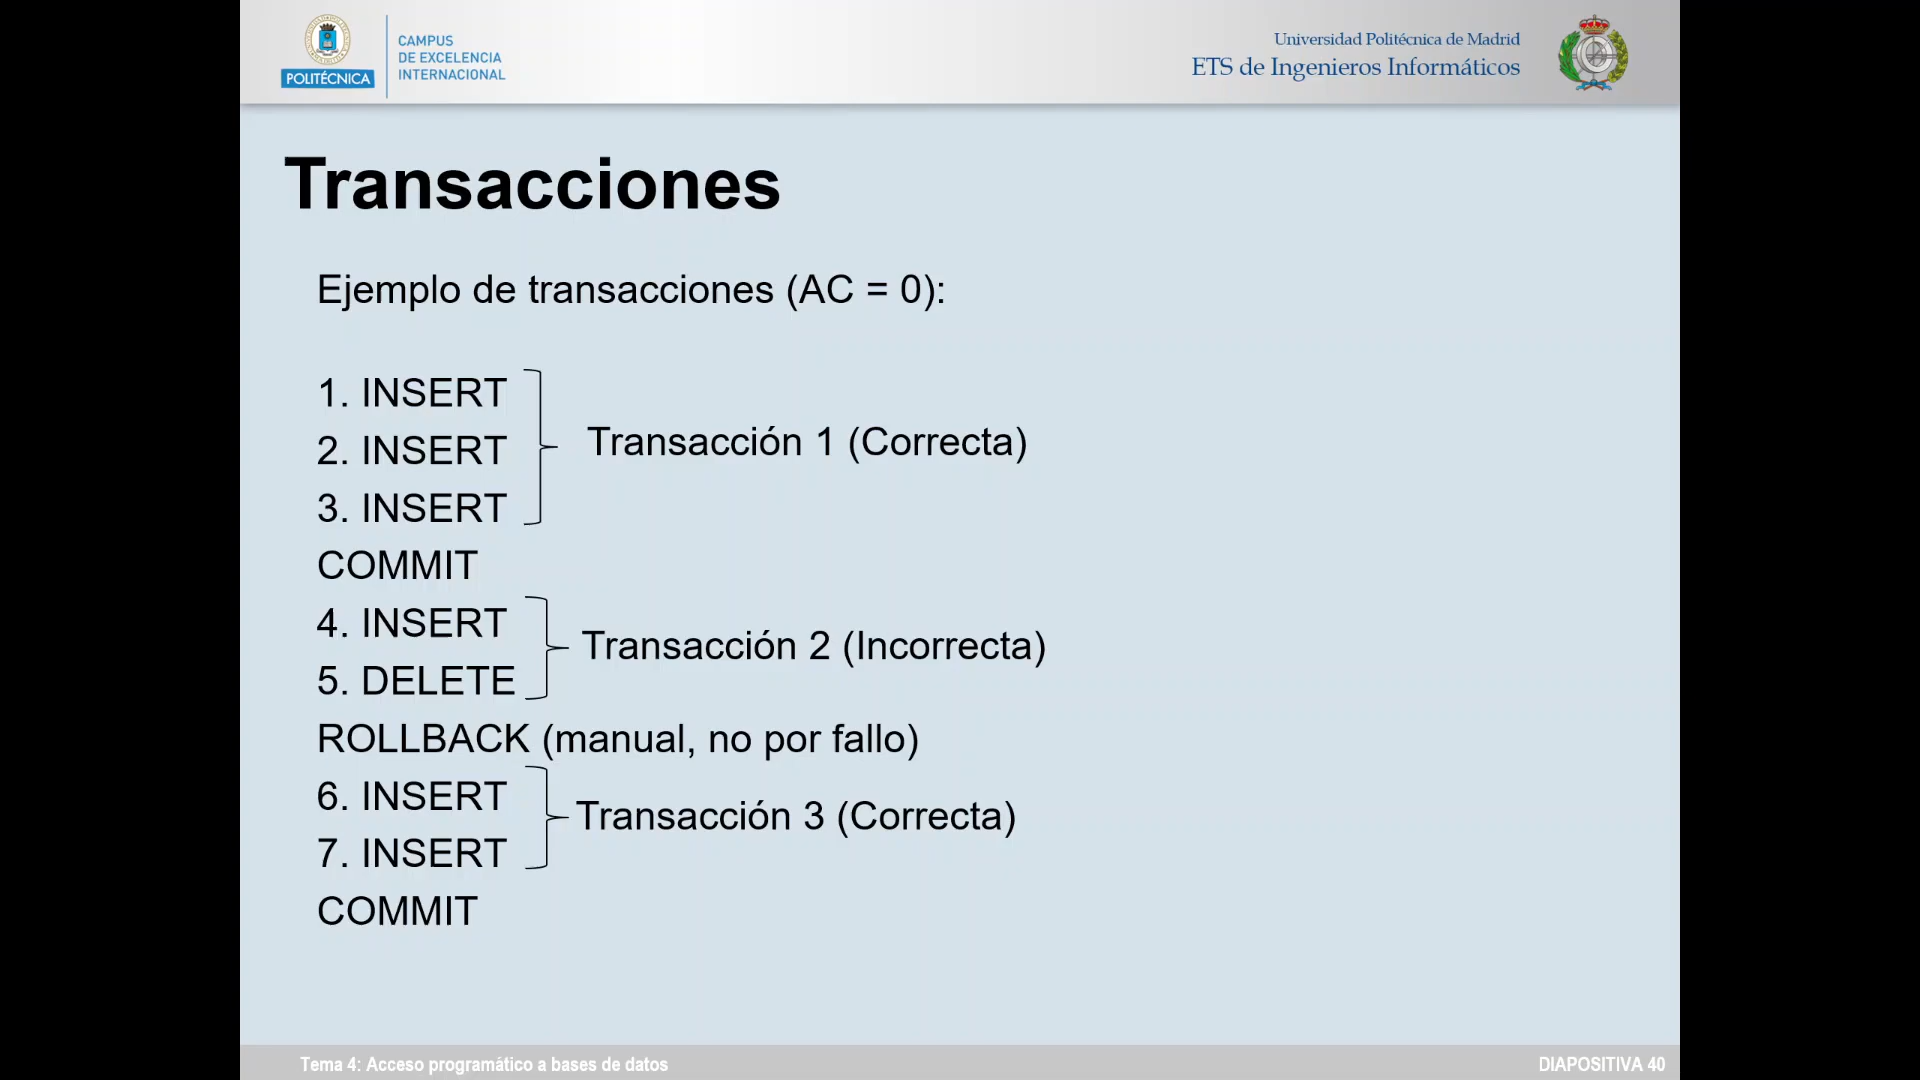 POLITÉCNICA
CAMPUS
DE EXCELENCIA
INTERNACIONAL
Universidad Politécnica de Madrid
ETS de Ingenieros Informáticos
Transacciones
Ejemplo de transacciones (AC = 0):
1. INSERT
2. INSERT
3. INSERT
Transacción 1 (Correcta)
COMMIT
4. INSERT
5. DELETE
Transacción 2 (Incorrecta)
ROLLBACK (manual, no por fallo)
6. INSERT
7. INSERT
Transacción 3 (Correcta)
COMMIT
Tema 4: Acceso programático a bases de datos
DIAPOSITIVA 40